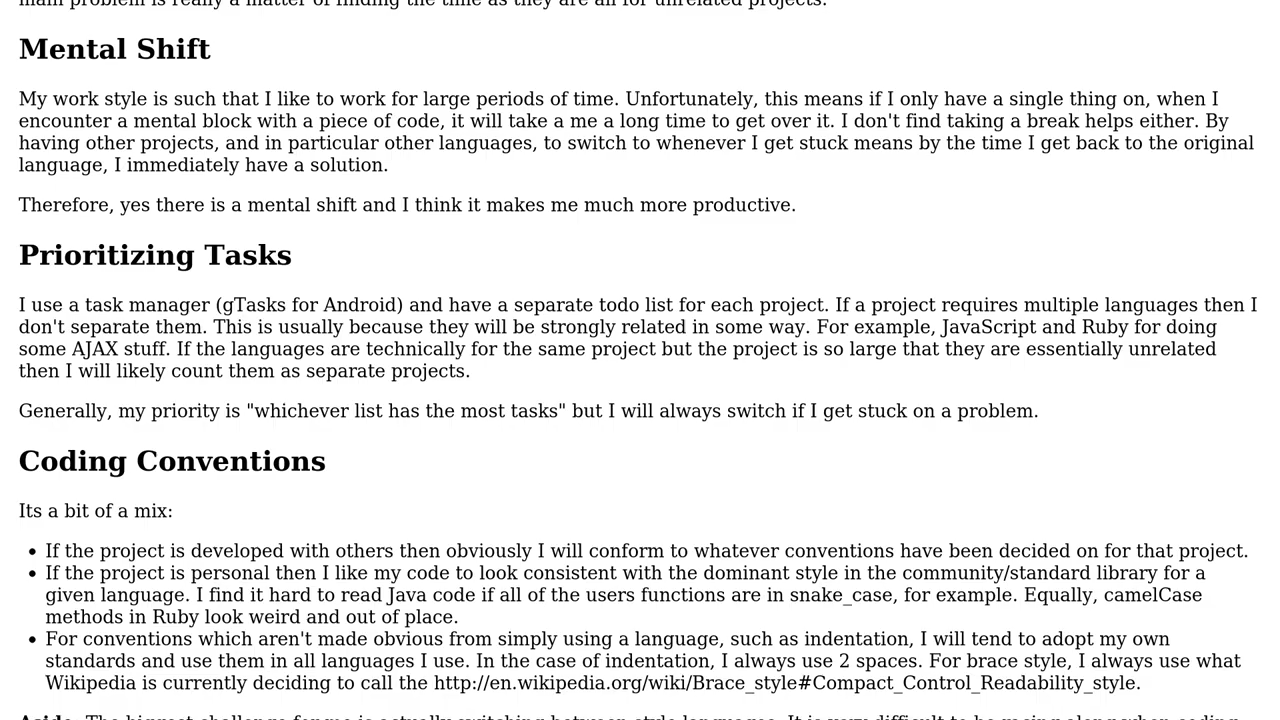 main problem is really a matter of finding the time as they are all for unrelated projects.
Mental Shift
My work style is such that I like to work for large periods of time. Unfortunately, this means if I only have a single thing on, when I
encounter a mental block with a piece of code, it will take a me a long time to get over it. I don't find taking a break helps either. By
having other projects, and in particular other languages, to switch to whenever I get stuck means by the time I get back to the original
language, I immediately have a solution.
Therefore, yes there is a mental shift and I think it makes me much more productive.
Prioritizing Tasks
I use a task manager (gTasks for Android) and have a separate todo list for each project. If a project requires multiple languages then I
don't separate them. This is usually because they will be strongly related in some way. For example, JavaScript and Ruby for doing
some AJAX stuff. If the languages are technically for the same project but the project is so large that they are essentially unrelated
then I will likely count them as separate projects.
Generally, my priority is "whichever list has the most tasks" but I will always switch if I get stuck on a problem.
Coding Conventions
Its a bit of a mix:
• If the project is developed with others then obviously I will conform to whatever conventions have been decided on for that project.
• If the project is personal then I like my code to look consistent with the dominant style in the community/standard library for a
given language. I find it hard to read Java code if all of the users functions are in snake_case, for example. Equally, camelCase
methods in Ruby look weird and out of place.
• For conventions which aren't made obvious from simply using a language, such as indentation, I will tend to adopt my own
standards and use them in all languages I use. In the case of indentation, I always use 2 spaces. For brace style, I always use what
Wikipedia is currently deciding to call the http://en.wikipedia.org/wiki/Brace_style#Compact_Control_Readability_style.